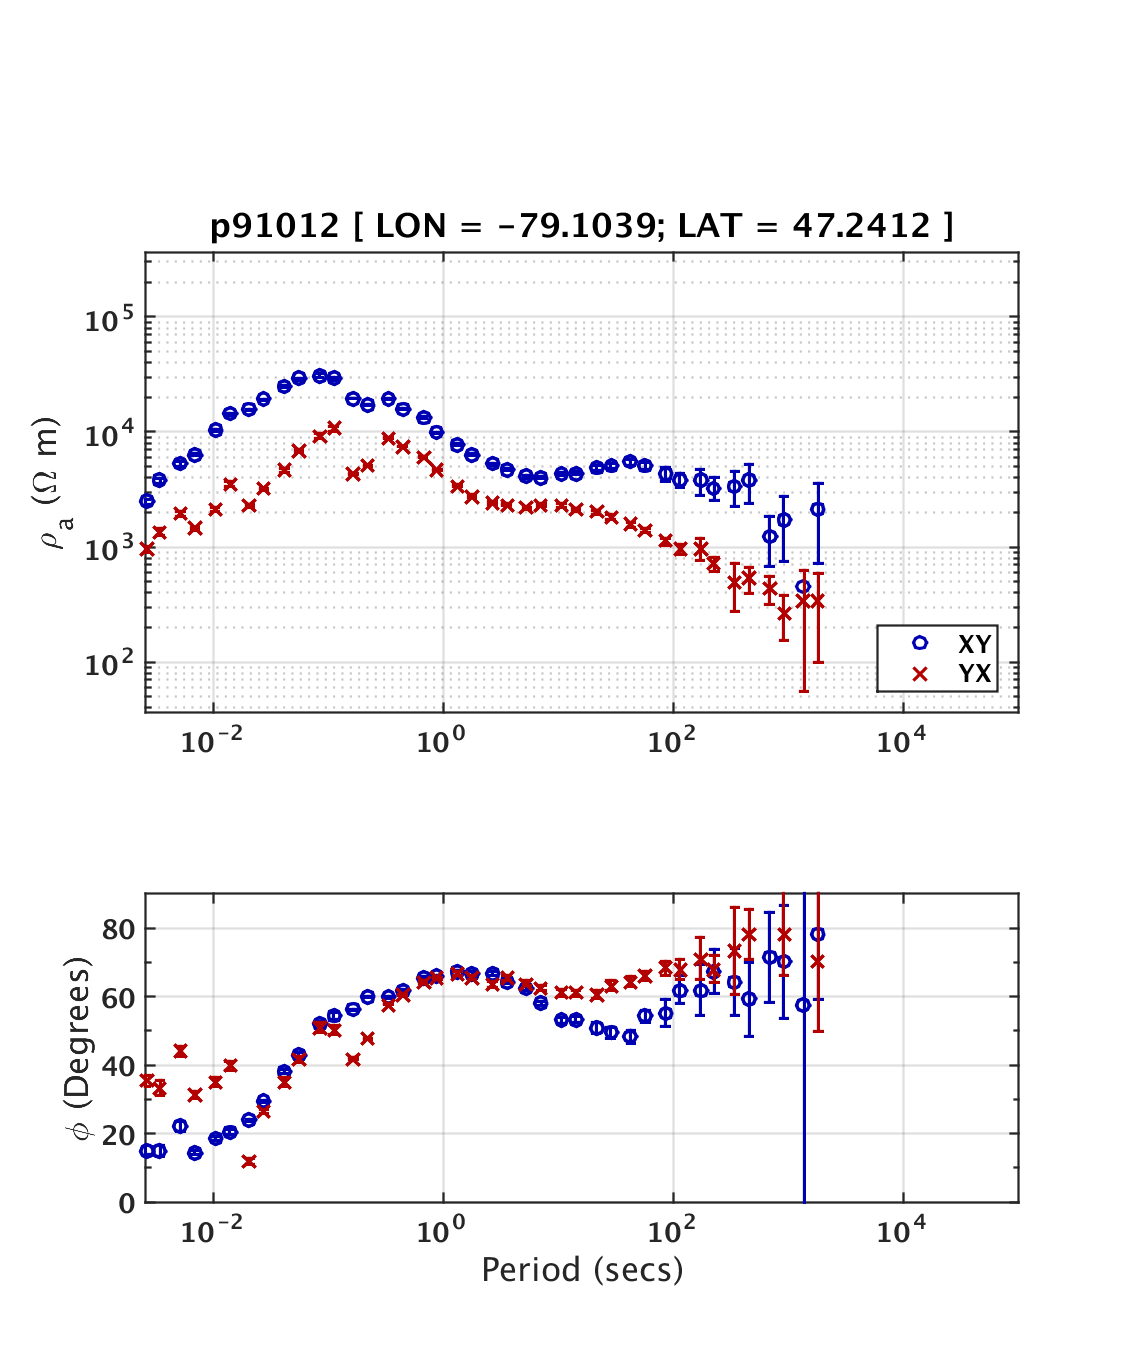 p91012 [ LON = -79.1039; LAT = 47.2412 ]
ρa (Ω m)
10^5
10^4
10^3
10^2
XY
YX
10^-2 10^0 10^2 10^4
ϕ (Degrees)
80
60
40
20
0
10^-2 10^0 10^2 10^4
Period (secs)